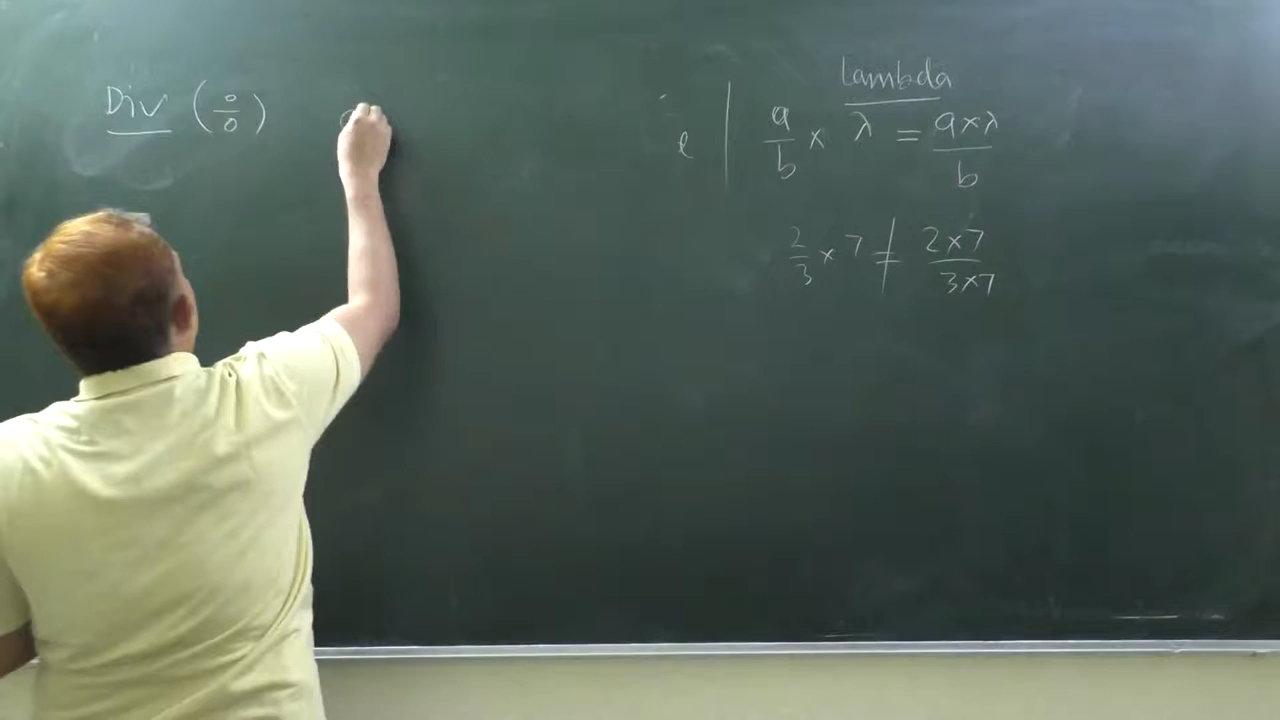 Div (÷)
Lambda
e | a/b × λ = a×λ/b
2/3 × 7 ≠ 2×7/3×7